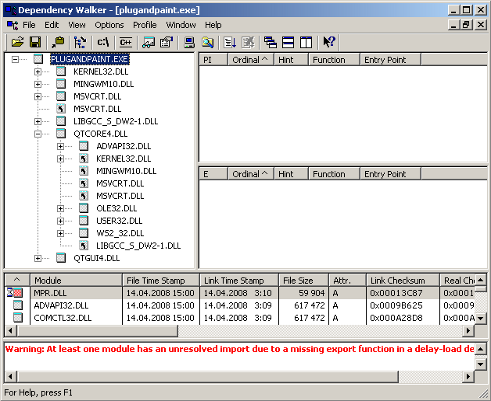 Dependency Walker - [plugandpaint.exe]
File Edit View Options Profile Window Help
c:\ C++
PLUGANDPAINT.EXE
KERNEL32.DLL
MINGWM10.DLL
MSVCRT.DLL
MSVCRT.DLL
LIBGCC_S_DW2-1.DLL
QTCORE4.DLL
ADVAPI32.DLL
KERNEL32.DLL
MINGWM10.DLL
MSVCRT.DLL
MSVCRT.DLL
OLE32.DLL
USER32.DLL
WS2_32.DLL
LIBGCC_S_DW2-1.DLL
QTGUI4.DLL
PI Ordinal ^ Hint Function Entry Point
E Ordinal ^ Hint Function Entry Point
^ Module File Time Stamp Link Time Stamp File Size Attr. Link Checksum Real Che
MPR.DLL 14.04.2008 15:00 14.04.2008 3:10 59 904 A 0x00013C87 0x0001
ADVAPI32.DLL 14.04.2008 15:00 14.04.2008 3:09 617 472 A 0x0009B625 0x0009
COMCTL32.DLL 14.04.2008 15:00 14.04.2008 3:09 617 472 A 0x000A28D8 0x000A
Warning: At least one module has an unresolved import due to a missing export function in a delay-load de
For Help, press F1